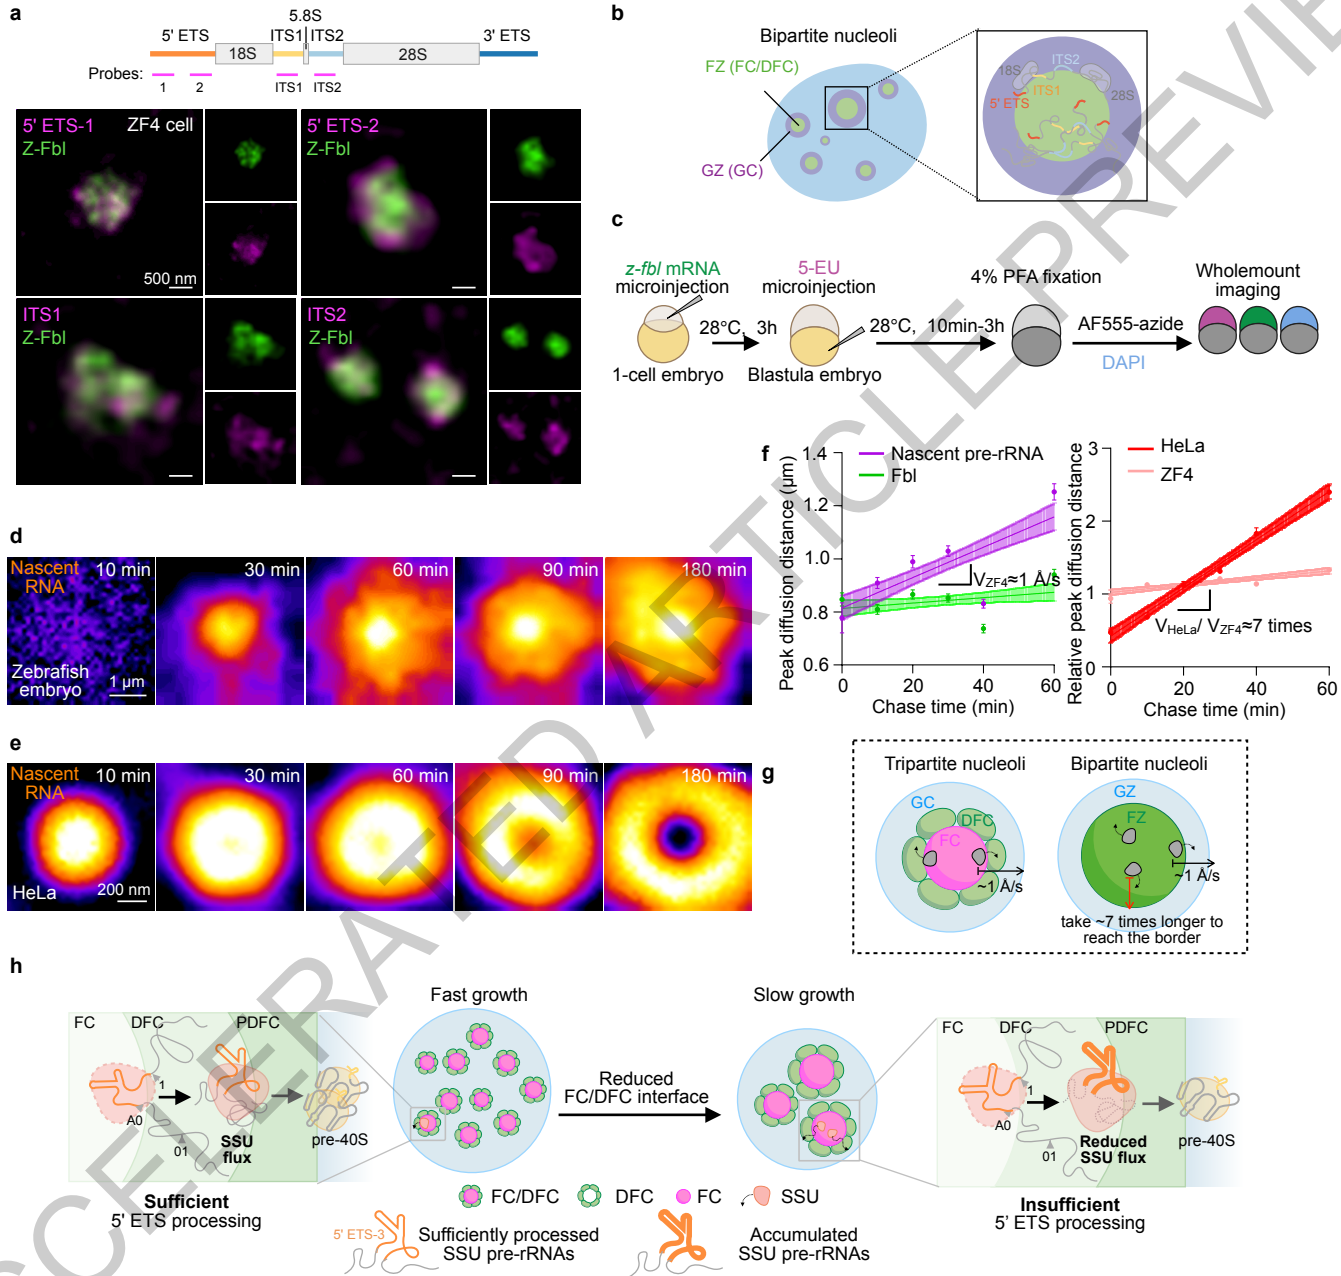 a
5' ETS
ITS1
5.8S
ITS2
3' ETS
18S
28S
Probes:
1
2
ITS1
ITS2
5' ETS-1
ZF4 cell
Z-Fbl
500 nm
5' ETS-2
Z-Fbl
ITS1
Z-Fbl
ITS2
Z-Fbl
b
Bipartite nucleoli
FZ (FC/DFC)
GZ (GC)
18S
ITS2
5' ETS
ITS1
28S
c
z-fbl mRNA
microinjection
1-cell embryo
28°C, 3h
5-EU
microinjection
Blastula embryo
28°C, 10min-3h
4% PFA fixation
AF555-azide
DAPI
Wholemount
imaging
d
Nascent
RNA
10 min
30 min
60 min
90 min
180 min
Zebrafish
embryo
1 µm
e
Nascent
RNA
10 min
30 min
60 min
90 min
180 min
HeLa
200 nm
f
Peak diffusion distance (µm)
1.4
1.2
1.0
0.8
0.6
0
20
40
60
Chase time (min)
Nascent pre-rRNA
Fbl
VZF4≈1 Å/s
Relative peak diffusion distance
3
2
1
0
0
20
40
60
Chase time (min)
HeLa
ZF4
VHeLa/ VZF4≈7 times
g
Tripartite nucleoli
GC
DFC
FC
~1 Å/s
Bipartite nucleoli
GZ
FZ
~1 Å/s
take ~7 times longer to
reach the border
h
FC
DFC
PDFC
1
A0
01
SSU
flux
pre-40S
Sufficient
5' ETS processing
Fast growth
Reduced
FC/DFC interface
Slow growth
FC
DFC
PDFC
1
A0
01
Reduced
SSU flux
pre-40S
Insufficient
5' ETS processing
FC/DFC
DFC
FC
SSU
5' ETS-3
Sufficiently processed
SSU pre-rRNAs
Accumulated
SSU pre-rRNAs
ACCELERATED ARTICLE PREVIEW